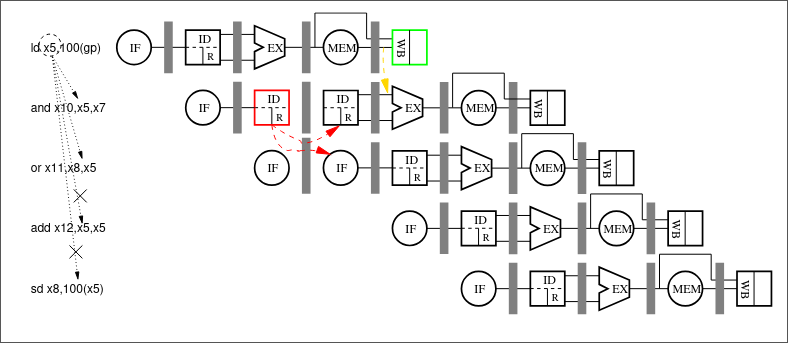 ld x5,100(gp) IF ID R EX MEM WB
and x10,x5,x7 IF ID R ID R EX MEM WB
or x11,x8,x5 IF IF ID R EX MEM WB
add x12,x5,x5 IF ID R EX MEM WB
sd x8,100(x5) IF ID R EX MEM WB